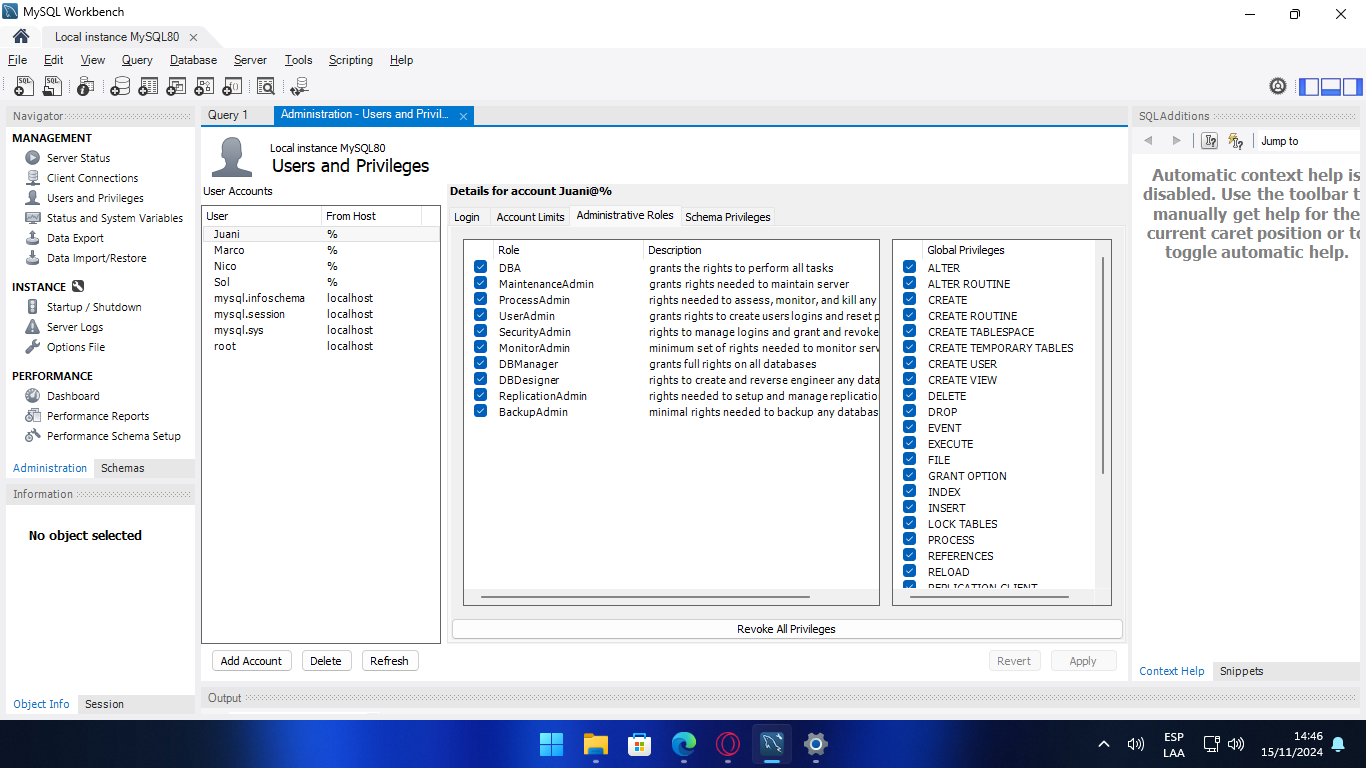 MySQL Workbench
Local instance MySQL80
File Edit View Query Database Server Tools Scripting Help
Navigator
MANAGEMENT
Server Status
Client Connections
Users and Privileges
Status and System Variables
Data Export
Data Import/Restore
INSTANCE
Startup / Shutdown
Server Logs
Options File
PERFORMANCE
Dashboard
Performance Reports
Performance Schema Setup
Administration Schemas
Information
No object selected
Object Info Session
Query 1 Administration - Users and Privil...
Local instance MySQL80
Users and Privileges
User Accounts
User From Host
Juani %
Marco %
Nico %
Sol %
mysql.infoschema localhost
mysql.session localhost
mysql.sys localhost
root localhost
Add Account Delete Refresh
Details for account Juani@%
Login Account Limits Administrative Roles Schema Privileges
Role Description
DBA grants the rights to perform all tasks
MaintenanceAdmin grants rights needed to maintain server
ProcessAdmin rights needed to assess, monitor, and kill any
UserAdmin grants rights to create users logins and reset p
SecurityAdmin rights to manage logins and grant and revoke
MonitorAdmin minimum set of rights needed to monitor serv
DBManager grants full rights on all databases
DBDesigner rights to create and reverse engineer any data
ReplicationAdmin rights needed to setup and manage replicatio
BackupAdmin minimal rights needed to backup any databas
Global Privileges
ALTER
ALTER ROUTINE
CREATE
CREATE ROUTINE
CREATE TABLESPACE
CREATE TEMPORARY TABLES
CREATE USER
CREATE VIEW
DELETE
DROP
EVENT
EXECUTE
FILE
GRANT OPTION
INDEX
INSERT
LOCK TABLES
PROCESS
REFERENCES
RELOAD
REPLICATION CLIENT
Revoke All Privileges
Revert Apply
Output
SQLAdditions
Jump to
Automatic context help is
disabled. Use the toolbar t
manually get help for the
current caret position or to
toggle automatic help.
Context Help Snippets
ESP
LAA
14:46
15/11/2024